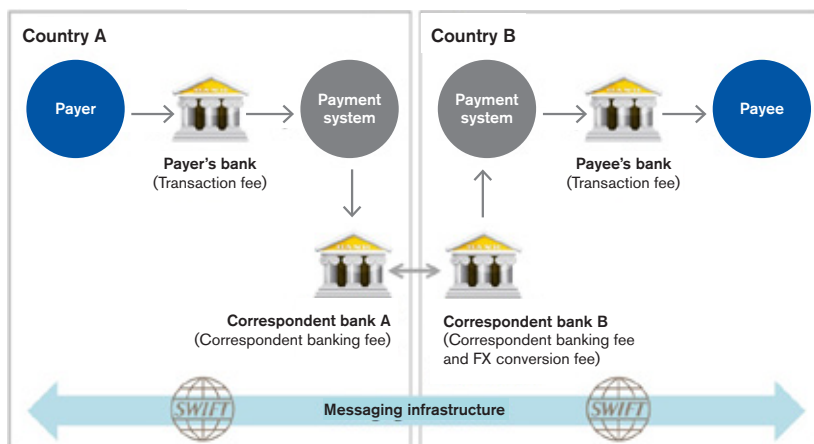 Country A
Payer
Payer's bank
(Transaction fee)
Payment
system
Correspondent bank A
(Correspondent banking fee)
Country B
Payment
system
Payee's bank
(Transaction fee)
Payee
Correspondent bank B
(Correspondent banking fee
and FX conversion fee)
SWIFT
Messaging infrastructure
SWIFT